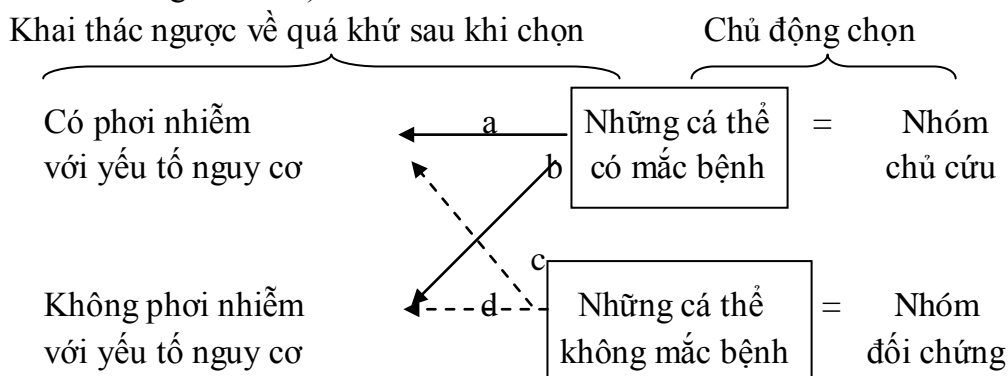 Khai thác ngược về quá khứ sau khi chọn Chủ động chọn
Có phơi nhiễm a Những cá thể = Nhóm
với yếu tố nguy cơ b có mắc bệnh chủ cứu
c
Không phơi nhiễm d Những cá thể = Nhóm
với yếu tố nguy cơ không mắc bệnh đối chứng